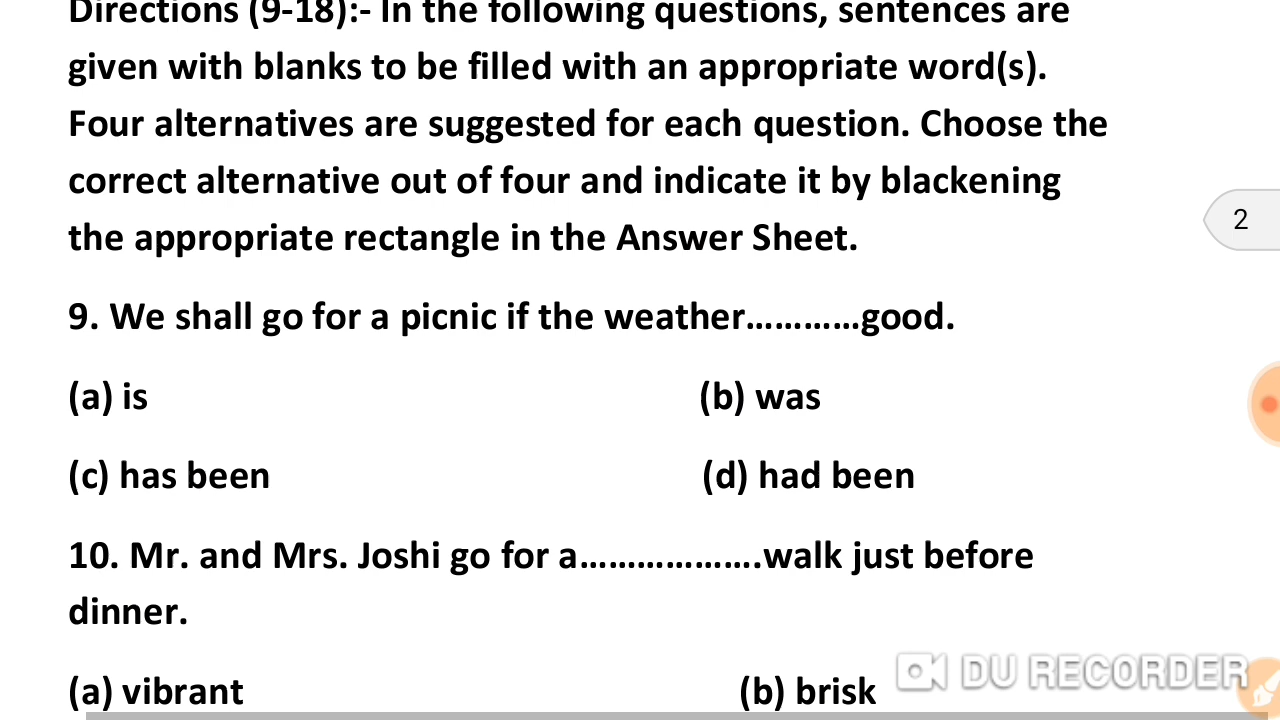 Directions (9-18):- In the following questions, sentences are
given with blanks to be filled with an appropriate word(s).
Four alternatives are suggested for each question. Choose the
correct alternative out of four and indicate it by blackening
the appropriate rectangle in the Answer Sheet.
2
9. We shall go for a picnic if the weather…………good.
(a) is (b) was
(c) has been (d) had been
10. Mr. and Mrs. Joshi go for a……………….walk just before
dinner.
(a) vibrant (b) brisk
DU RECORDER